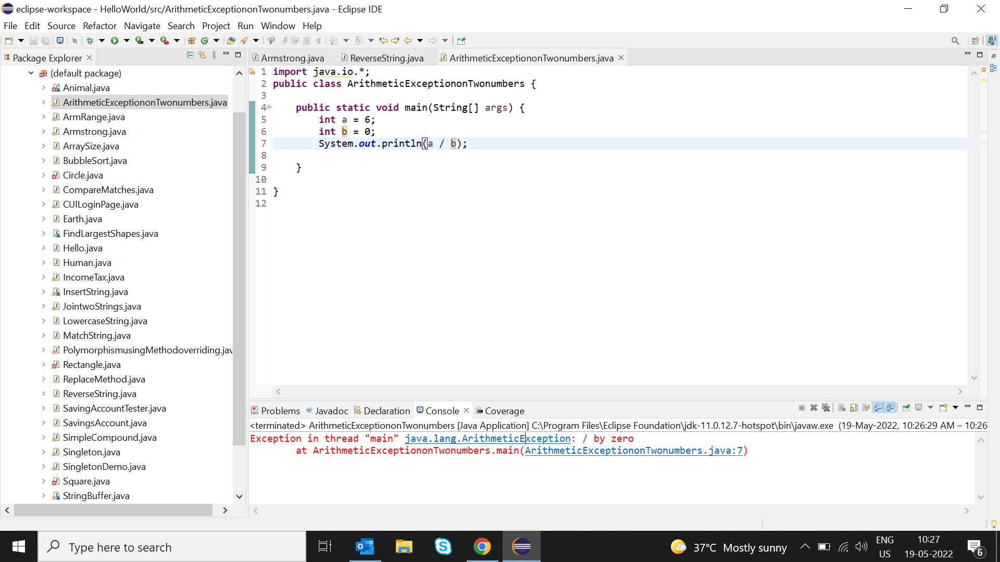 eclipse-workspace - HelloWorld/src/ArithmeticExceptiononTwonumbers.java - Eclipse IDE
File Edit Source Refactor Navigate Search Project Run Window Help
Package Explorer
(default package)
Animal.java
ArithmeticExceptiononTwonumbers.java
ArmRange.java
Armstrong.java
ArraySize.java
BubbleSort.java
Circle.java
CompareMatches.java
CUILoginPage.java
Earth.java
FindLargestShapes.java
Hello.java
Human.java
IncomeTax.java
InsertString.java
JointwoStrings.java
LowercaseString.java
MatchString.java
PolymorphismusingMethodoverriding.jav
Rectangle.java
ReplaceMethod.java
ReverseString.java
SavingAccountTester.java
SavingsAccount.java
SimpleCompound.java
Singleton.java
SingletonDemo.java
Square.java
StringBuffer.java
Armstrong.java ReverseString.java ArithmeticExceptiononTwonumbers.java
1 import java.io.*;
2 public class ArithmeticExceptiononTwonumbers {
3
4 public static void main(String[] args) {
5 int a = 6;
6 int b = 0;
7 System.out.println(a / b);
8
9 }
10
11 }
12
Problems @ Javadoc Declaration Console Coverage
<terminated> ArithmeticExceptiononTwonumbers [Java Application] C:\Program Files\Eclipse Foundation\jdk-11.0.12.7-hotspot\bin\javaw.exe (19-May-2022, 10:26:29 AM – 10:26
Exception in thread "main" java.lang.ArithmeticException: / by zero
at ArithmeticExceptiononTwonumbers.main(ArithmeticExceptiononTwonumbers.java:7)
Type here to search
37°C Mostly sunny
ENG
US
10:27
19-05-2022
6